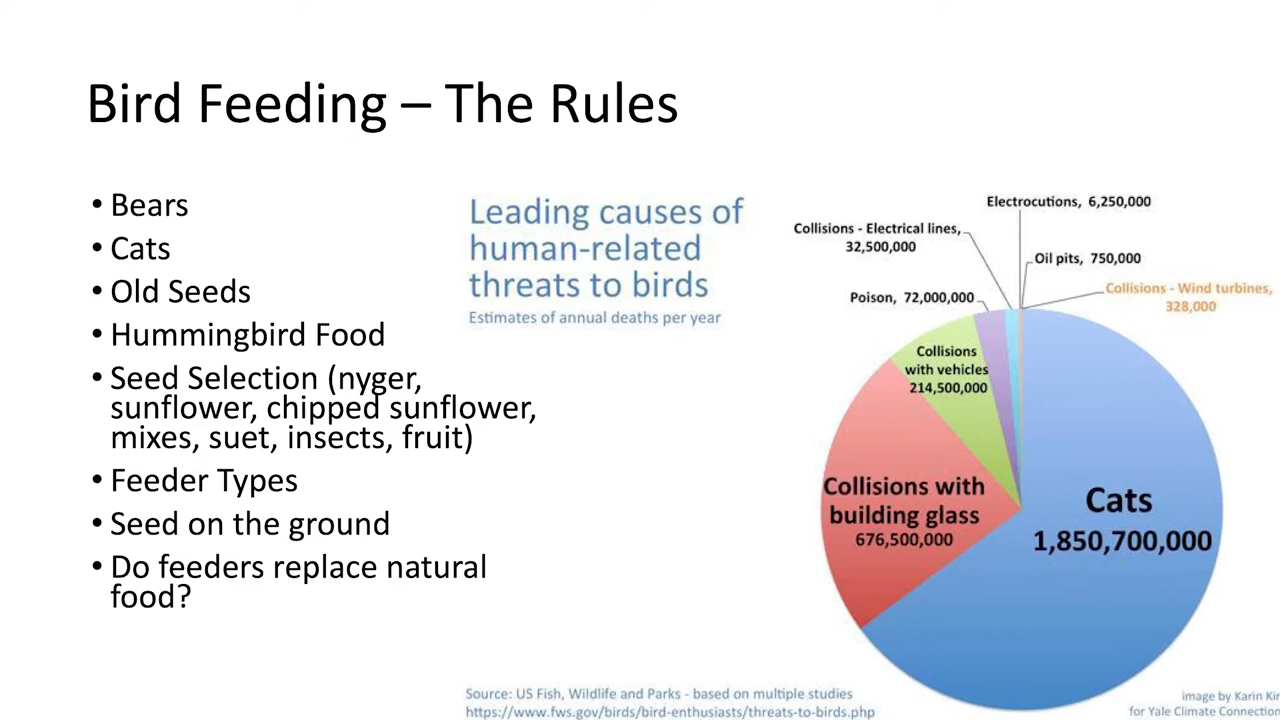 Bird Feeding – The Rules
• Bears
• Cats
• Old Seeds
• Hummingbird Food
• Seed Selection (nyger,
sunflower, chipped sunflower,
mixes, suet, insects, fruit)
• Feeder Types
• Seed on the ground
• Do feeders replace natural
food?
Leading causes of
human-related
threats to birds
Estimates of annual deaths per year
Electrocutions, 6,250,000
Collisions - Electrical lines,
32,500,000
Oil pits, 750,000
Collisions - Wind turbines,
328,000
Poison, 72,000,000
Collisions
with vehicles
214,500,000
Collisions with
building glass
676,500,000
Cats
1,850,700,000
Source: US Fish, Wildlife and Parks - based on multiple studies
https://www.fws.gov/birds/bird-enthusiasts/threats-to-birds.php
image by Karin
for Yale Climate